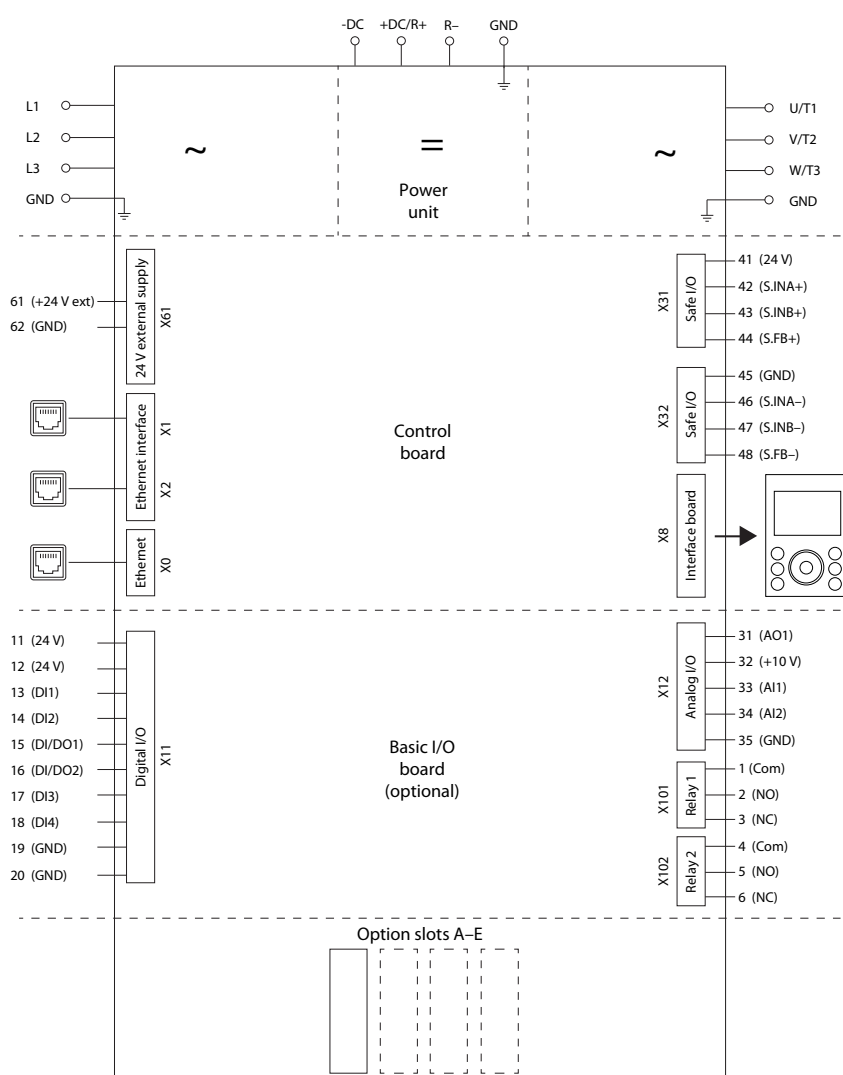 -DC +DC/R+ R– GND
L1
L2
L3
GND
~
=
~
Power
unit
U/T1
V/T2
W/T3
GND
61 (+24 V ext)
62 (GND)
24 V external supply
X61
Ethernet interface
X1
X2
Ethernet
X0
Control
board
X31
Safe I/O
41 (24 V)
42 (S.INA+)
43 (S.INB+)
44 (S.FB+)
X32
Safe I/O
45 (GND)
46 (S.INA–)
47 (S.INB–)
48 (S.FB–)
X8
Interface board
11 (24 V)
12 (24 V)
13 (DI1)
14 (DI2)
15 (DI/DO1)
16 (DI/DO2)
17 (DI3)
18 (DI4)
19 (GND)
20 (GND)
Digital I/O
X11
Basic I/O
board
(optional)
X12
Analog I/O
31 (AO1)
32 (+10 V)
33 (AI1)
34 (AI2)
35 (GND)
X101
Relay 1
1 (Com)
2 (NO)
3 (NC)
X102
Relay 2
4 (Com)
5 (NO)
6 (NC)
Option slots A–E